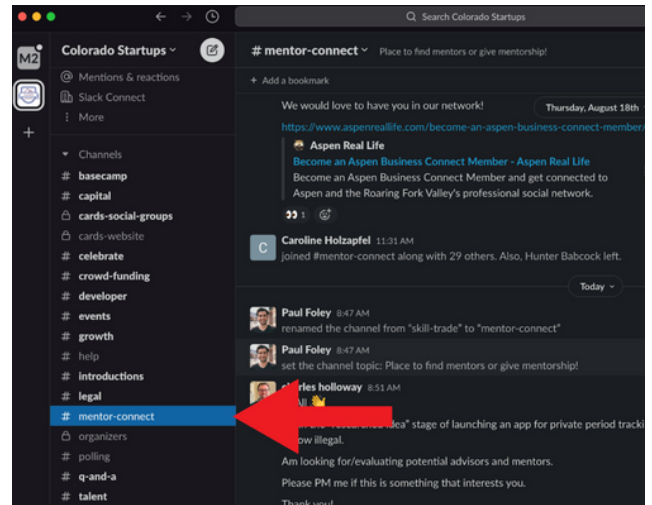 Search Colorado Startups
M2
Colorado Startups
# mentor-connect
Place to find mentors or give mentorship!
Mentions & reactions
Slack Connect
More
Channels
# basecamp
# capital
cards-social-groups
cards-website
# celebrate
# crowd-funding
# developer
# events
# growth
# help
# introductions
# legal
# mentor-connect
organizers
# polling
# q-and-a
# talent
+ Add a bookmark
We would love to have you in our network!
Thursday, August 18th
https://www.aspenreallife.com/become-an-aspen-business-connect-member/
Aspen Real Life
Become an Aspen Business Connect Member - Aspen Real Life
Become an Aspen Business Connect Member and get connected to
Aspen and the Roaring Fork Valley's professional social network.
1
C
Caroline Holzapfel 11:31 AM
joined #mentor-connect along with 29 others. Also, Hunter Babcock left.
Today
Paul Foley 8:47 AM
renamed the channel from "skill-trade" to "mentor-connect"
Paul Foley 8:47 AM
set the channel topic: Place to find mentors or give mentorship!
holloway 8:51 AM
All
idea" stage of launching an app for private period tracki
illegal.
Am looking for/evaluating potential advisors and mentors.
Please PM me if this is something that interests you.
Thank you!